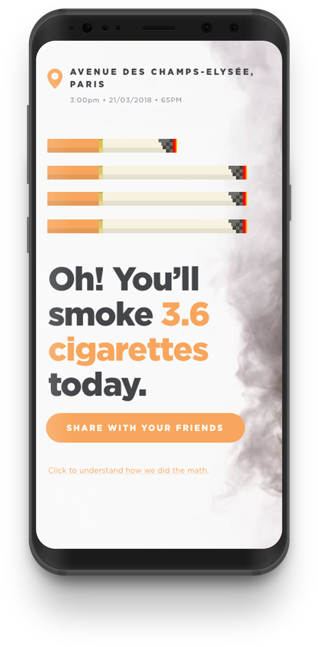 AVENUE DES CHAMPS-ELYSÉE,
PARIS
3:00pm • 21/03/2018 • 65PM
Oh! You’ll
smoke 3.6
cigarettes
today.
SHARE WITH YOUR FRIENDS
Click to understand how we did the math.